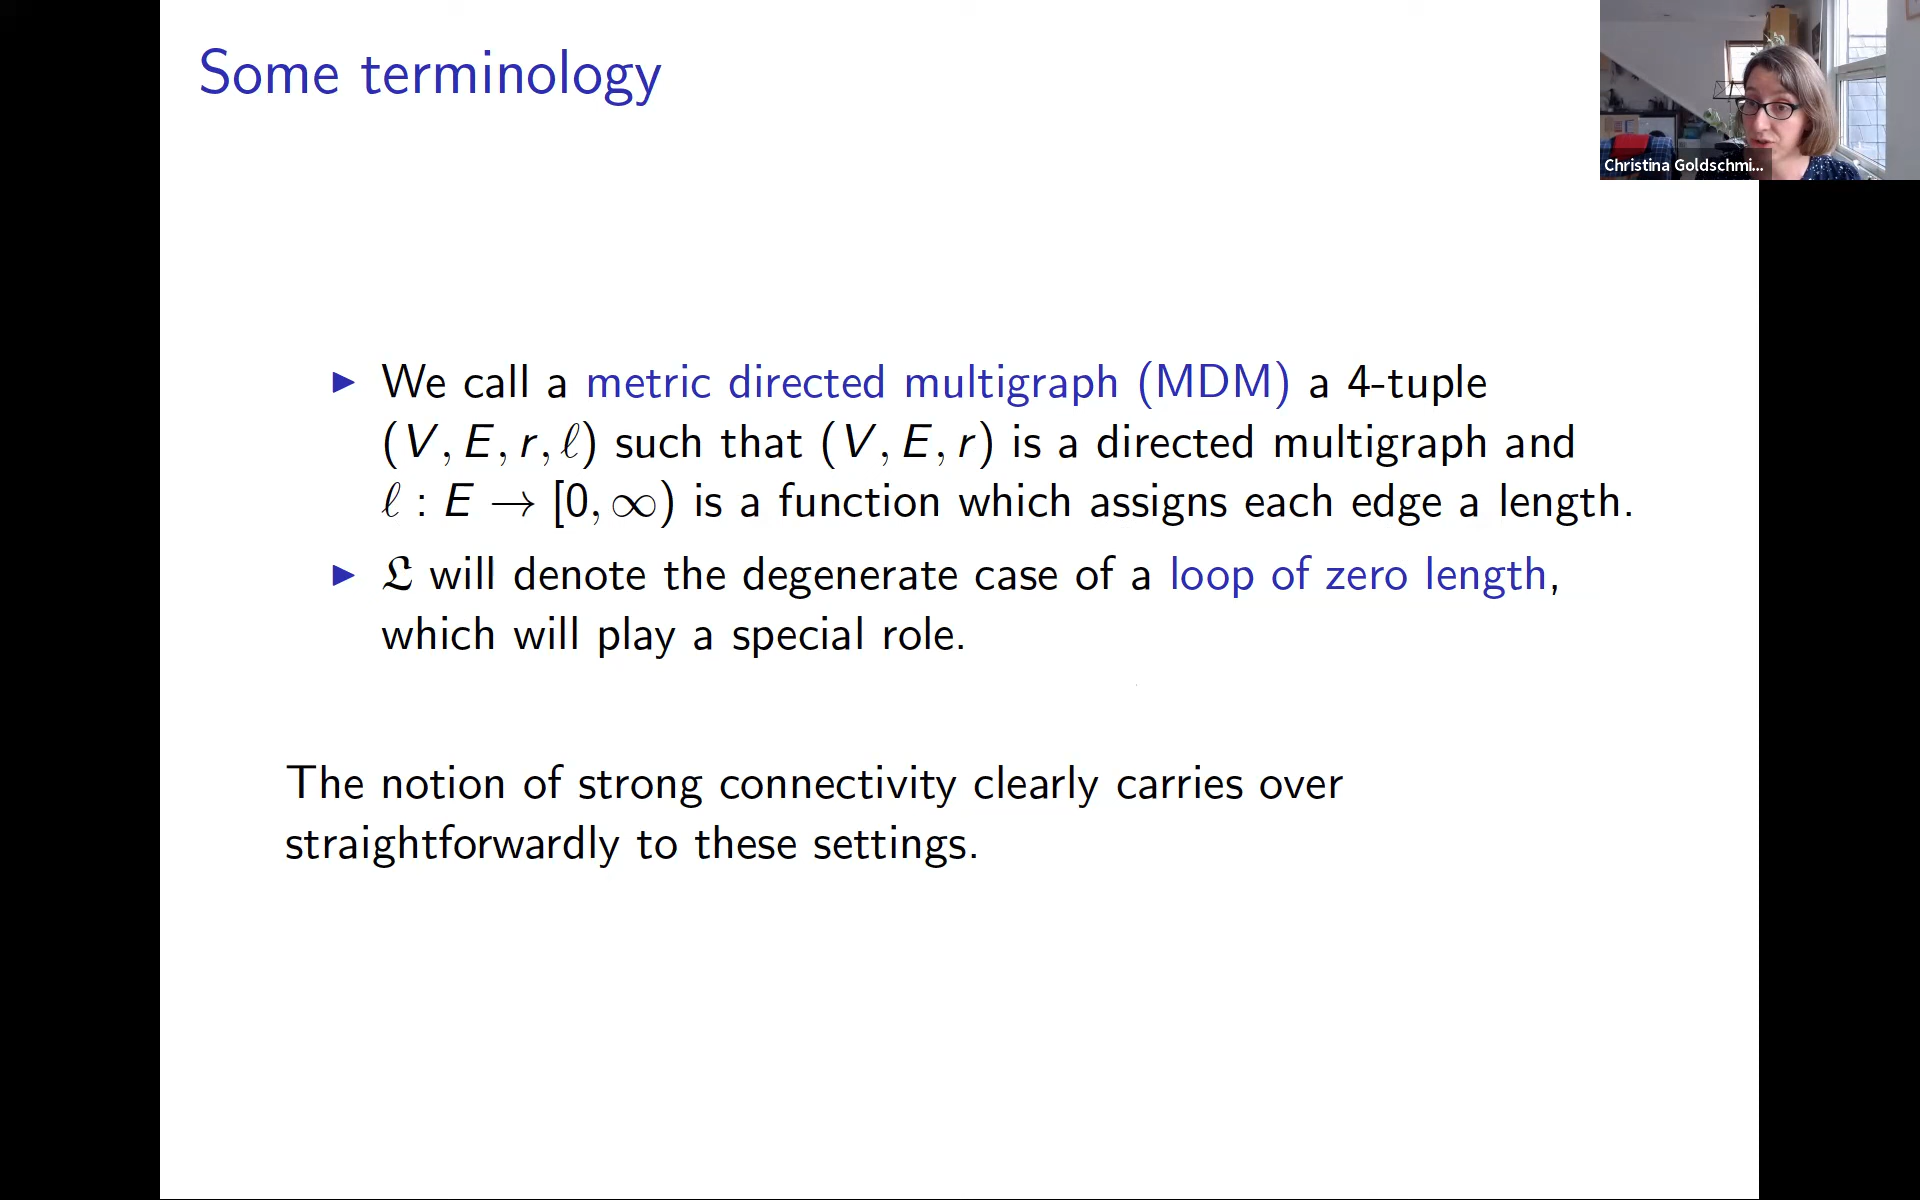 Some terminology
Christina Goldschmi...
▶ We call a metric directed multigraph (MDM) a 4-tuple
(V, E, r, ℓ) such that (V, E, r) is a directed multigraph and
ℓ : E → [0, ∞) is a function which assigns each edge a length.
▶ 𝔏 will denote the degenerate case of a loop of zero length,
which will play a special role.
The notion of strong connectivity clearly carries over
straightforwardly to these settings.